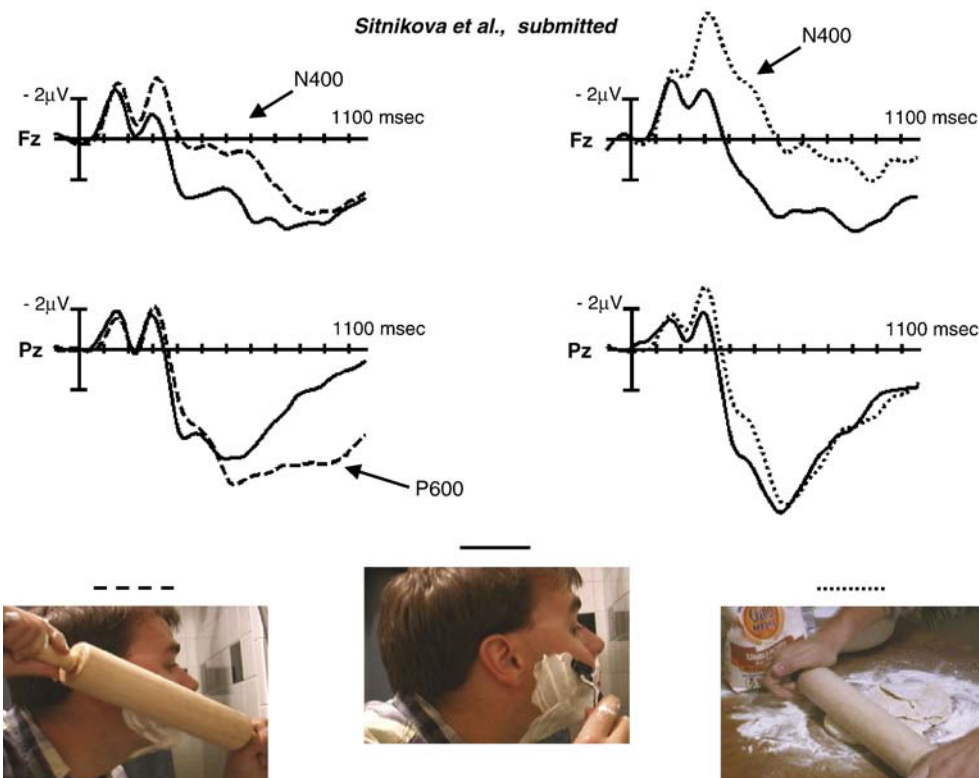 Sitnikova et al., submitted
N400
- 2µV
1100 msec
Fz
N400
- 2µV
1100 msec
Fz
- 2µV
1100 msec
Pz
P600
- 2µV
1100 msec
Pz